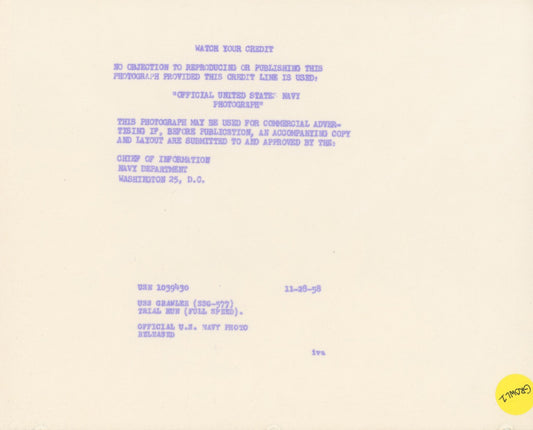 WATCH YOUR CREDIT
NO OBJECTION TO REPRODUCING OR PUBLISHING THIS
PHOTOGRAPH PROVIDED THIS CREDIT LINE IS USED:
"OFFICIAL UNITED STATES NAVY
PHOTOGRAPH"
THIS PHOTOGRAPH MAY BE USED FOR COMMERCIAL ADVER-
TISING IF, BEFORE PUBLICATION, AN ACCOMPANYING COPY
AND LAYOUT ARE SUBMITTED TO AND APPROVED BY THE:
CHIEF OF INFORMATION
NAVY DEPARTMENT
WASHINGTON 25, D.C.
USN 1039430 11-28-58
USS GRAWLER (SSG-577)
TRIAL RUN (FULL SPEED).
OFFICIAL U.S. NAVY PHOTO
RELEASED
iva